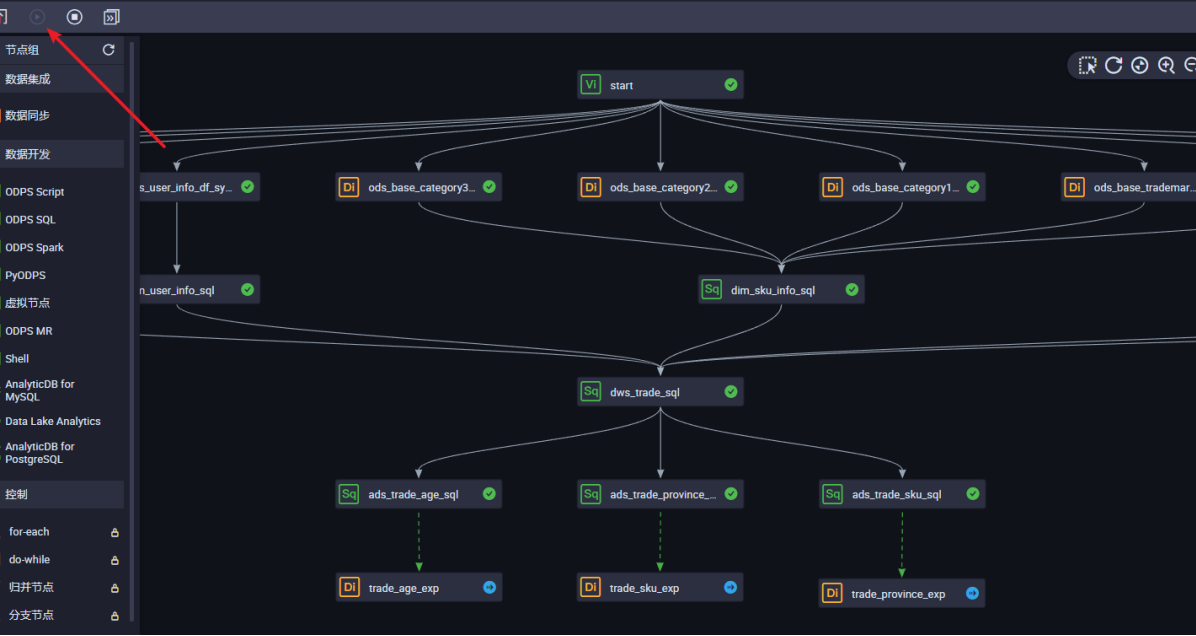 节点组
数据集成
数据同步
数据开发
ODPS Script
ODPS SQL
ODPS Spark
PyODPS
虚拟节点
ODPS MR
Shell
AnalyticDB for
MySQL
Data Lake Analytics
AnalyticDB for
PostgreSQL
控制
for-each
do-while
归并节点
分支节点
Vi start
s_user_info_df_sy...
Di ods_base_category3...
Di ods_base_category2...
Di ods_base_category1...
Di ods_base_trademar...
n_user_info_sql
Sq dim_sku_info_sql
Sq dws_trade_sql
Sq ads_trade_age_sql
Sq ads_trade_province_...
Sq ads_trade_sku_sql
Di trade_age_exp
Di trade_sku_exp
Di trade_province_exp